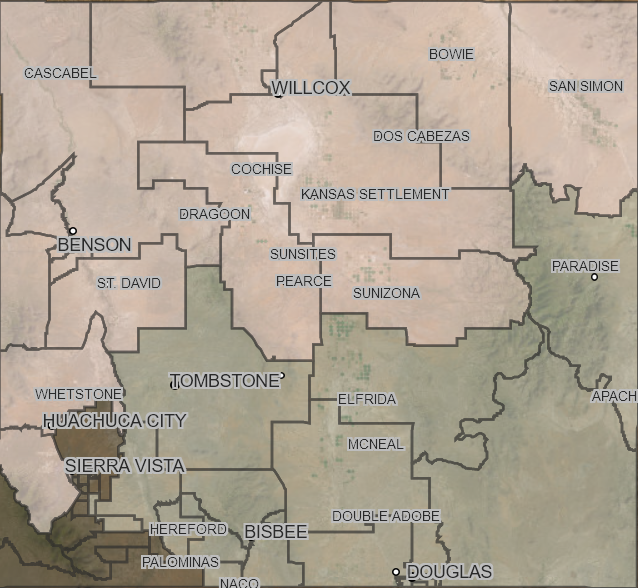 BOWIE
CASCABEL
WILLCOX
SAN SIMON
DOS CABEZAS
COCHISE
KANSAS SETTLEMENT
DRAGOON
BENSON
SUNSITES
PARADISE
ST. DAVID
PEARCE
SUNIZONA
TOMBSTONE
WHETSTONE
ELFRIDA
APACH
HUACHUCA CITY
MCNEAL
SIERRA VISTA
DOUBLE ADOBE
HEREFORD
BISBEE
PALOMINAS
DOUGLAS
NACO